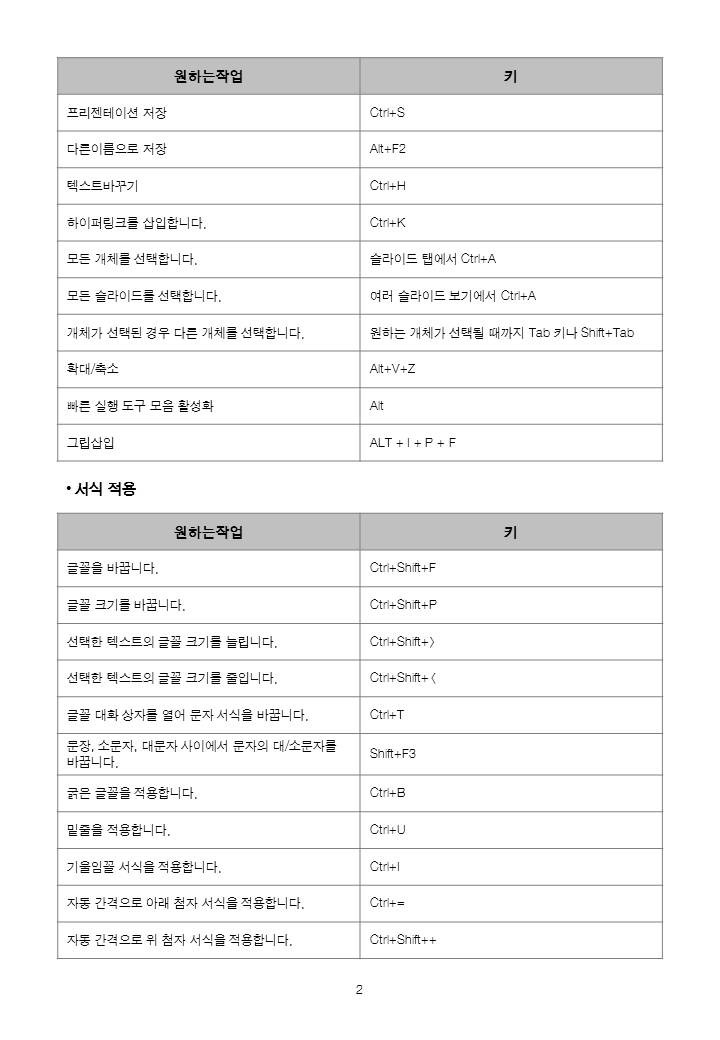 원하는작업 키
프리젠테이션 저장 Ctrl+S
다른이름으로 저장 Alt+F2
텍스트바꾸기 Ctrl+H
하이퍼링크를 삽입합니다. Ctrl+K
모든 개체를 선택합니다. 슬라이드 탭에서 Ctrl+A
모든 슬라이드를 선택합니다. 여러 슬라이드 보기에서 Ctrl+A
개체가 선택된 경우 다른 개체를 선택합니다. 원하는 개체가 선택될 때까지 Tab 키나 Shift+Tab
확대/축소 Alt+V+Z
빠른 실행 도구 모음 활성화 Alt
그립삽입 ALT + I + P + F
• 서식 적용
원하는작업 키
글꼴을 바꿉니다. Ctrl+Shift+F
글꼴 크기를 바꿉니다. Ctrl+Shift+P
선택한 텍스트의 글꼴 크기를 늘립니다. Ctrl+Shift+>
선택한 텍스트의 글꼴 크기를 줄입니다. Ctrl+Shift+<
글꼴 대화 상자를 열어 문자 서식을 바꿉니다. Ctrl+T
문장, 소문자, 대문자 사이에서 문자의 대/소문자를
바꿉니다. Shift+F3
굵은 글꼴을 적용합니다. Ctrl+B
밑줄을 적용합니다. Ctrl+U
기울임꼴 서식을 적용합니다. Ctrl+I
자동 간격으로 아래 첨자 서식을 적용합니다. Ctrl+=
자동 간격으로 위 첨자 서식을 적용합니다. Ctrl+Shift++
2